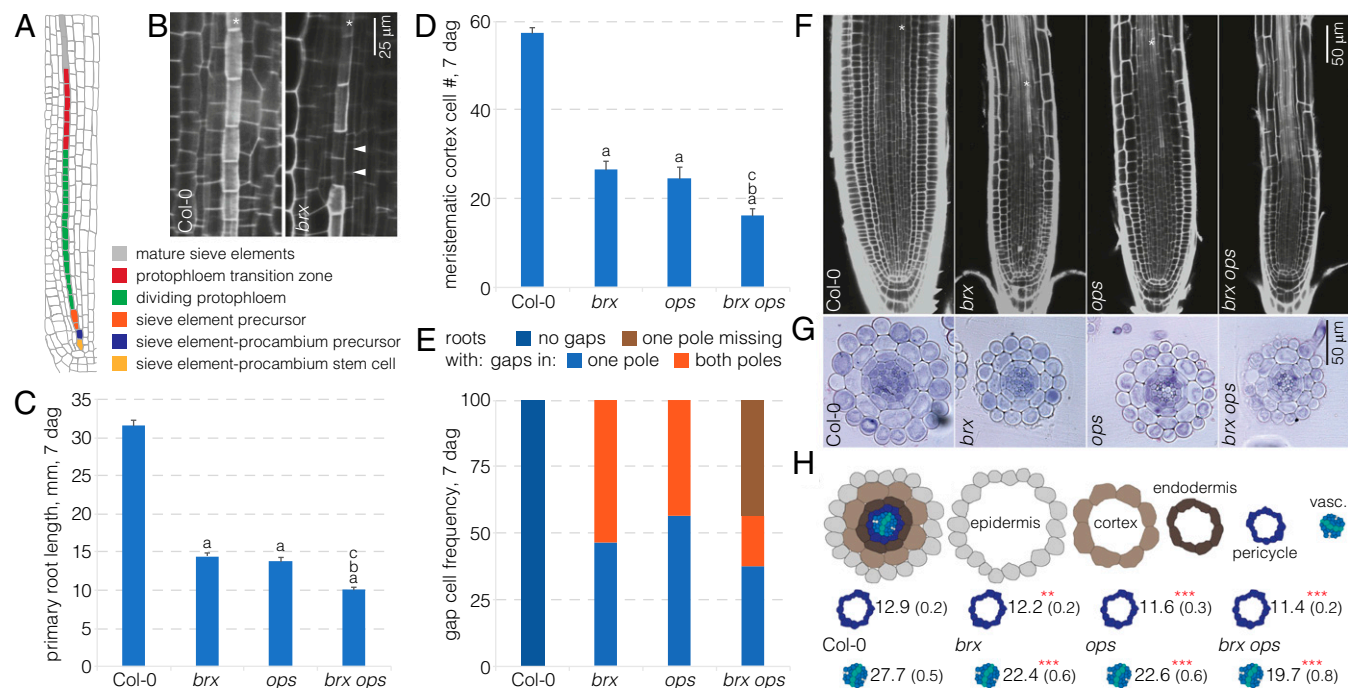 A
mature sieve elements
protophloem transition zone
dividing protophloem
sieve element precursor
sieve element-procambium precursor
sieve element-procambium stem cell
B
*
*
25 µm
Col-0
brx
C
primary root length, mm, 7 dag
35
30
25
20
15
10
5
0
a
a
c
b
a
Col-0
brx
ops
brx ops
D
meristematic cortex cell #, 7 dag
60
40
20
0
a
a
c
b
a
Col-0
brx
ops
brx ops
E
roots no gaps one pole missing
with: gaps in: one pole both poles
gap cell frequency, 7 dag
100
75
50
25
0
Col-0
brx
ops
brx ops
F
*
*
*
50 µm
Col-0
brx
ops
brx ops
G
50 µm
Col-0
brx
ops
brx ops
H
epidermis
cortex
endodermis
pericycle
vasc.
12.9 (0.2)
** 12.2 (0.2)
*** 11.6 (0.3)
*** 11.4 (0.2)
Col-0
brx
ops
brx ops
27.7 (0.5)
*** 22.4 (0.6)
*** 22.6 (0.6)
*** 19.7 (0.8)